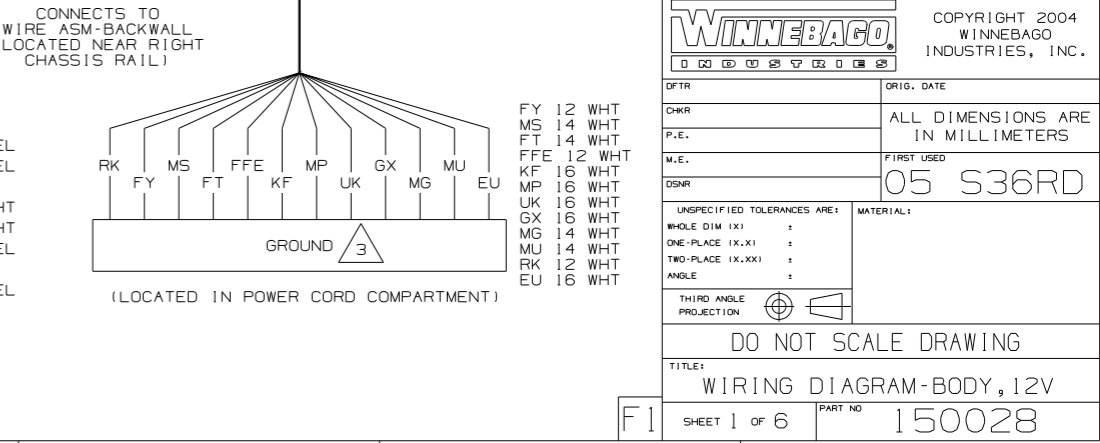 CONNECTS TO
WIRE ASM-BACKWALL
LOCATED NEAR RIGHT
CHASSIS RAIL)
EL
EL
HT
HT
EL
EL
RK
FY
MS
FT
FFE
KF
MP
UK
GX
MG
MU
EU
GROUND 3
(LOCATED IN POWER CORD COMPARTMENT)
FY 12 WHT
MS 14 WHT
FT 14 WHT
FFE 12 WHT
KF 16 WHT
MP 16 WHT
UK 16 WHT
GX 16 WHT
MG 14 WHT
MU 14 WHT
RK 12 WHT
EU 16 WHT
WINNEBAGO®
INDUSTRIES
COPYRIGHT 2004
WINNEBAGO
INDUSTRIES, INC.
DFTR
ORIG. DATE
CHKR
ALL DIMENSIONS ARE
IN MILLIMETERS
P.E.
M.E.
FIRST USED
05 S36RD
DSNR
UNSPECIFIED TOLERANCES ARE:
WHOLE DIM (X) ±
ONE-PLACE (X.X) ±
TWO-PLACE (X.XX) ±
ANGLE ±
MATERIAL:
THIRD ANGLE
PROJECTION
DO NOT SCALE DRAWING
TITLE:
WIRING DIAGRAM-BODY,12V
F1
SHEET 1 OF 6
PART NO
150028